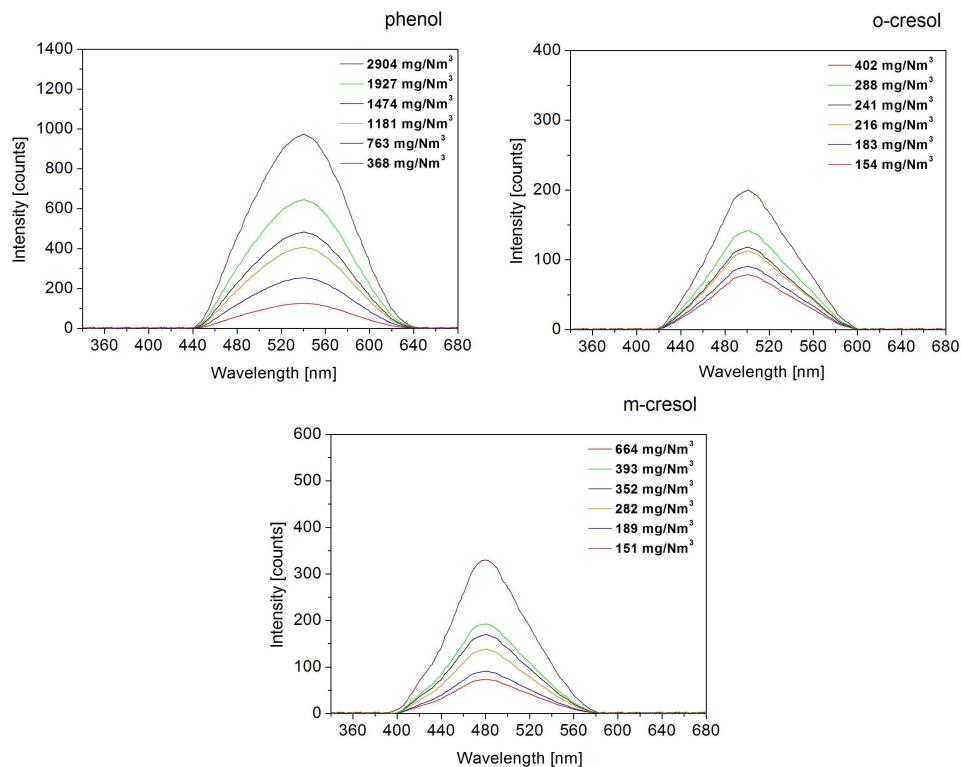 phenol
1400
1200
1000
800
600
400
200
0
Intensity [counts]
2904 mg/Nm³
1927 mg/Nm³
1474 mg/Nm³
1181 mg/Nm³
763 mg/Nm³
368 mg/Nm³
360 400 440 480 520 560 600 640 680
Wavelength [nm]
o-cresol
400
300
200
100
0
Intensity [counts]
402 mg/Nm³
288 mg/Nm³
241 mg/Nm³
216 mg/Nm³
183 mg/Nm³
154 mg/Nm³
360 400 440 480 520 560 600 640 680
Wavelength [nm]
m-cresol
600
500
400
300
200
100
0
Intensity [counts]
664 mg/Nm³
393 mg/Nm³
352 mg/Nm³
282 mg/Nm³
189 mg/Nm³
151 mg/Nm³
360 400 440 480 520 560 600 640 680
Wavelength [nm]